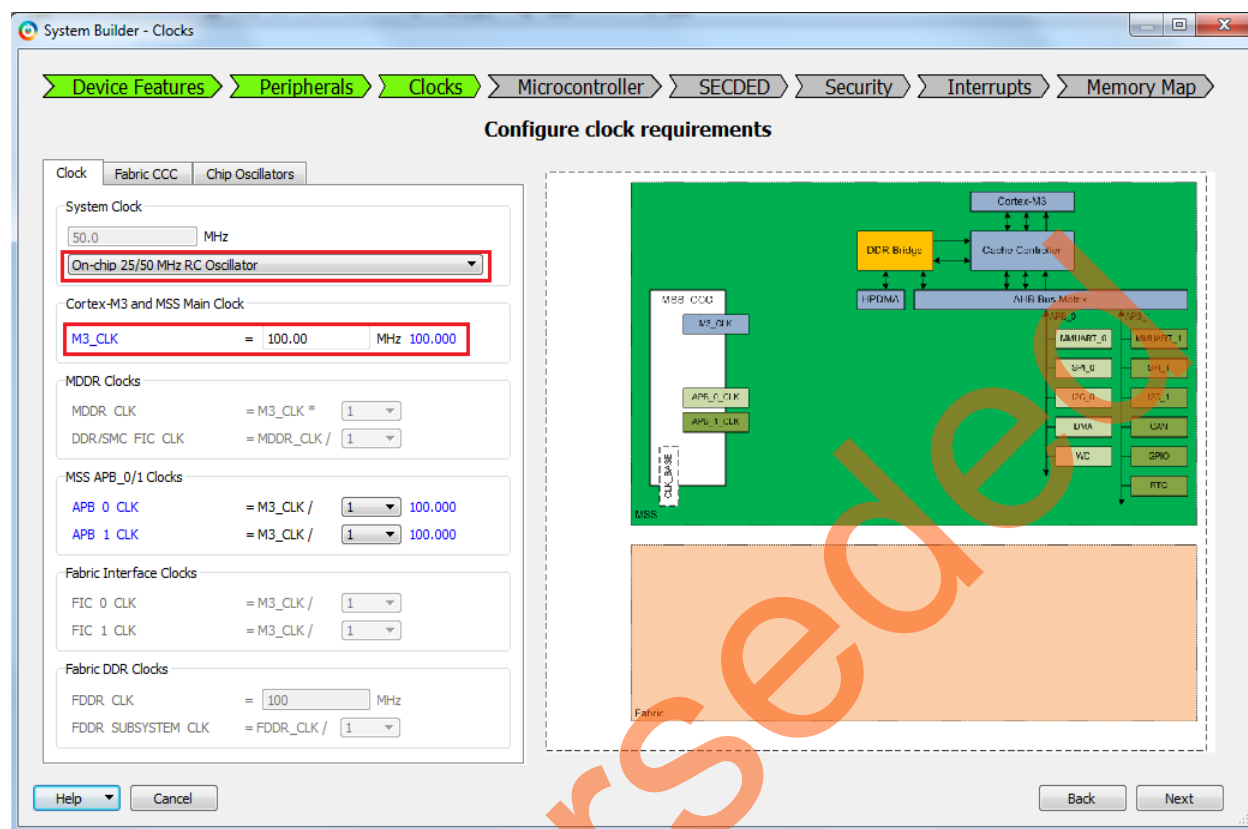 System Builder - Clocks
Device Features Peripherals Clocks Microcontroller SECDED Security Interrupts Memory Map
Configure clock requirements
Clock Fabric CCC Chip Oscillators
System Clock
50.0 MHz
On-chip 25/50 MHz RC Oscillator
Cortex-M3 and MSS Main Clock
M3_CLK = 100.00 MHz 100.000
MDDR Clocks
MDDR CLK = M3_CLK * 1
DDR/SMC FIC CLK = MDDR_CLK / 1
MSS APB_0/1 Clocks
APB 0 CLK = M3_CLK / 1 100.000
APB 1 CLK = M3_CLK / 1 100.000
Fabric Interface Clocks
FIC 0 CLK = M3_CLK / 1
FIC 1 CLK = M3_CLK / 1
Fabric DDR Clocks
FDDR CLK = 100 MHz
FDDR SUBSYSTEM CLK = FDDR_CLK / 1
Cortex-M3
DDR Bridge Cache Controller
MSS CCC HPDMA AHB Bus Matrix
M3_CLK APB_0 APB_1
MMUART_0 MMUART_1
SPI_0 SPI_1
APB_0_CLK I2C_0 I2C_1
APB_1_CLK DMA CAN
CLK_BASE WD GPIO
RTC
MSS
Fabric
rseded
Help Cancel Back Next